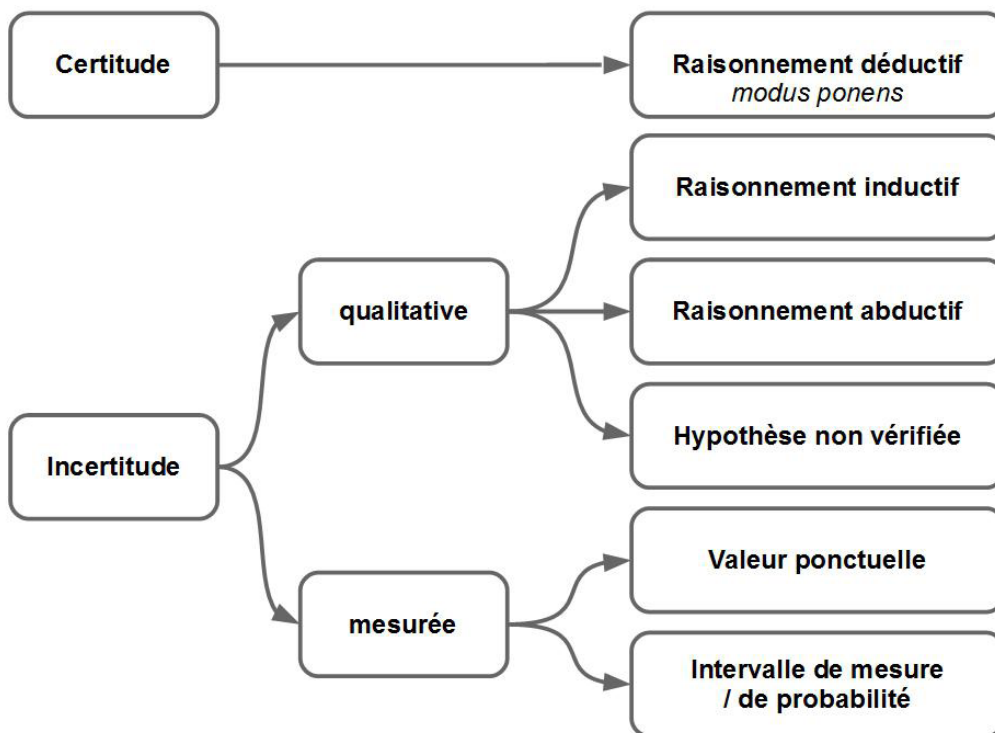 Certitude
Raisonnement déductif
modus ponens
Raisonnement inductif
qualitative
Raisonnement abductif
Hypothèse non vérifiée
Incertitude
Valeur ponctuelle
mesurée
Intervalle de mesure
/ de probabilité